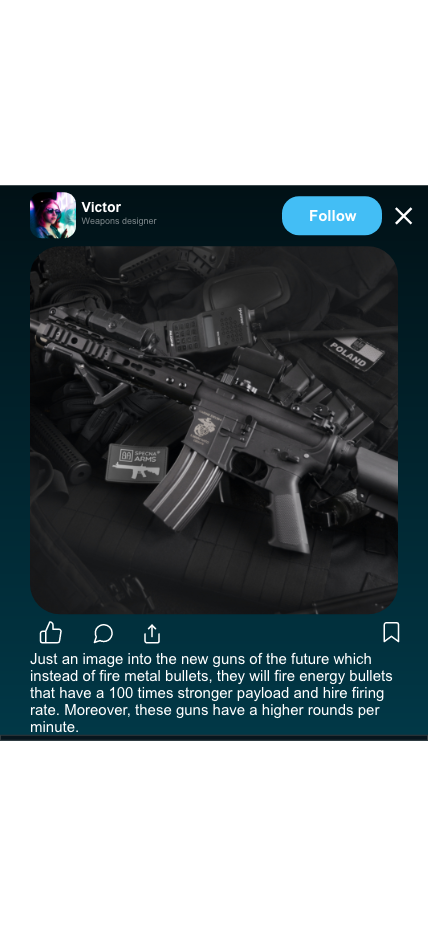 Victor
Weapons designer
Follow
POLAND
SPECNA
ARMS
Just an image into the new guns of the future which
instead of fire metal bullets, they will fire energy bullets
that have a 100 times stronger payload and hire firing
rate. Moreover, these guns have a higher rounds per
minute.